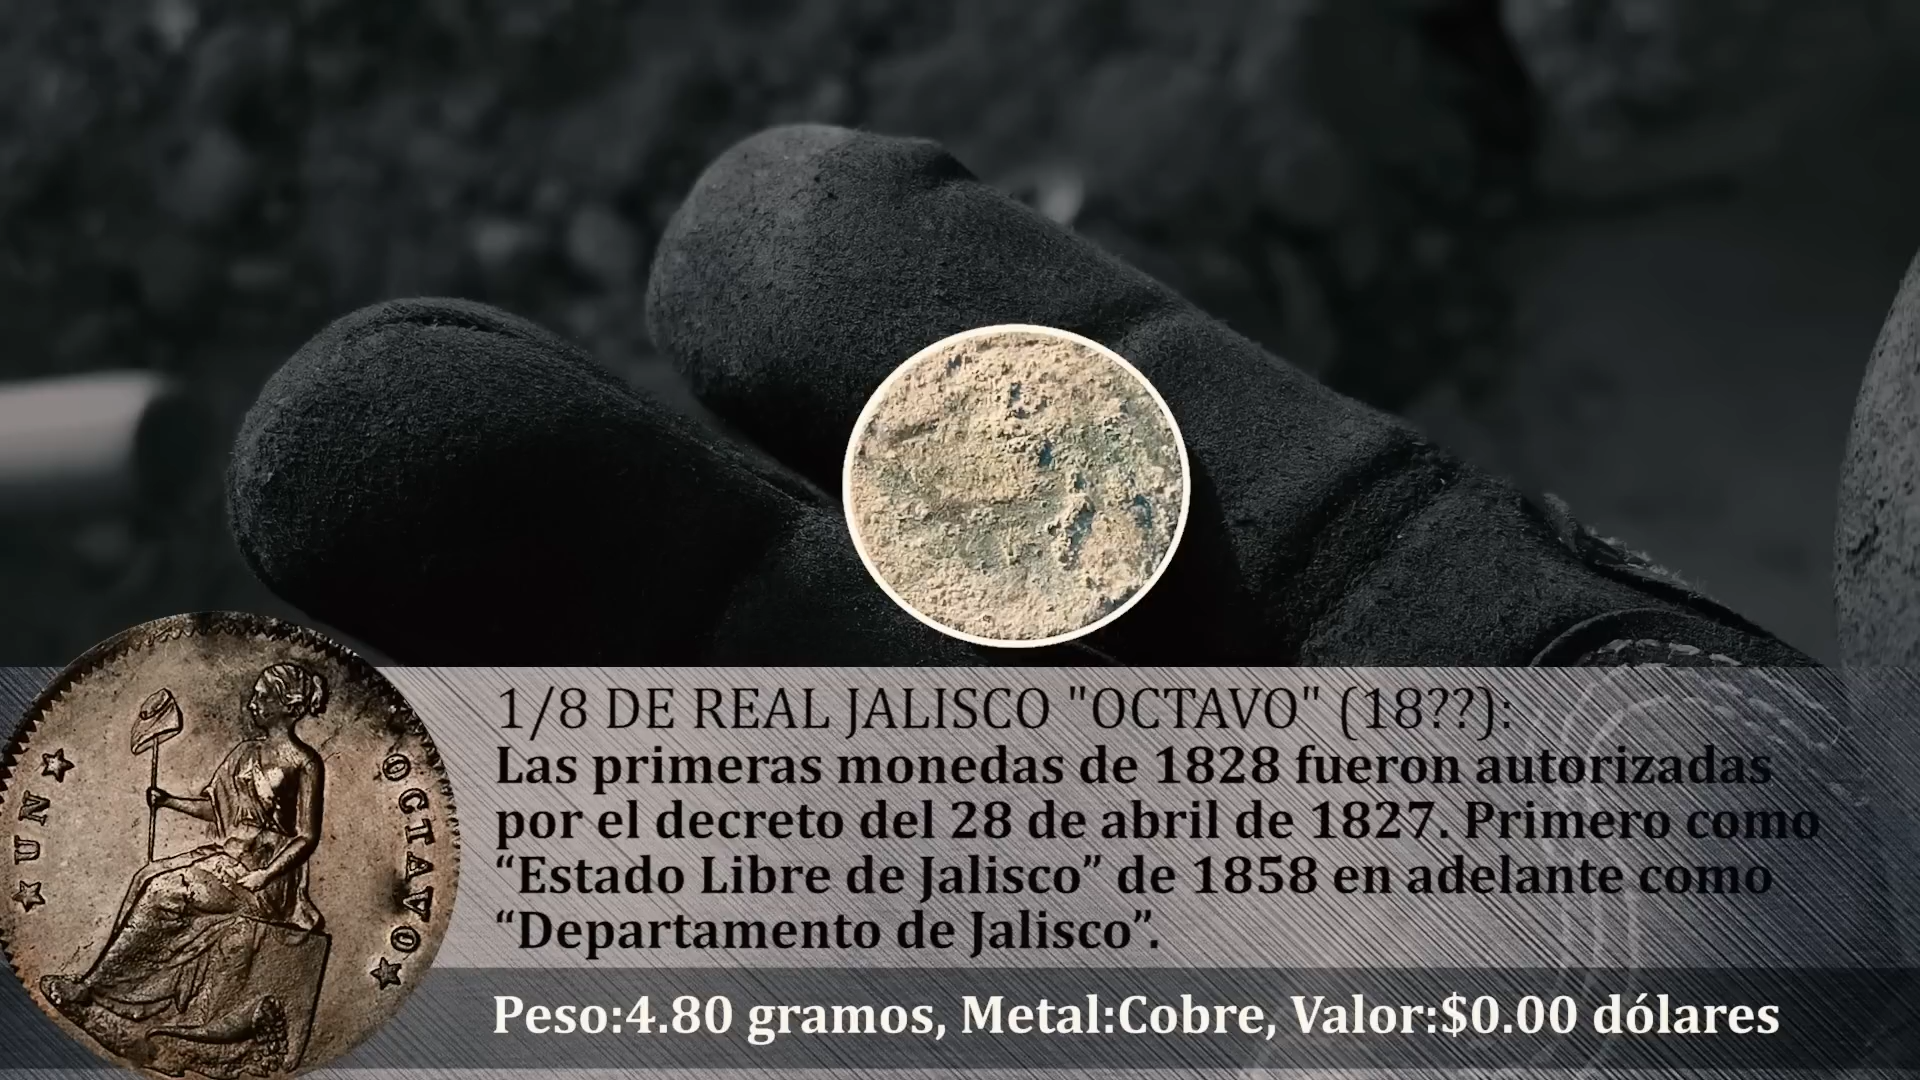 UN OCTAVO
1/8 DE REAL JALISCO "OCTAVO" (18??):
Las primeras monedas de 1828 fueron autorizadas
por el decreto del 28 de abril de 1827. Primero como
“Estado Libre de Jalisco” de 1858 en adelante como
“Departamento de Jalisco”.
Peso:4.80 gramos, Metal:Cobre, Valor:$0.00 dólares